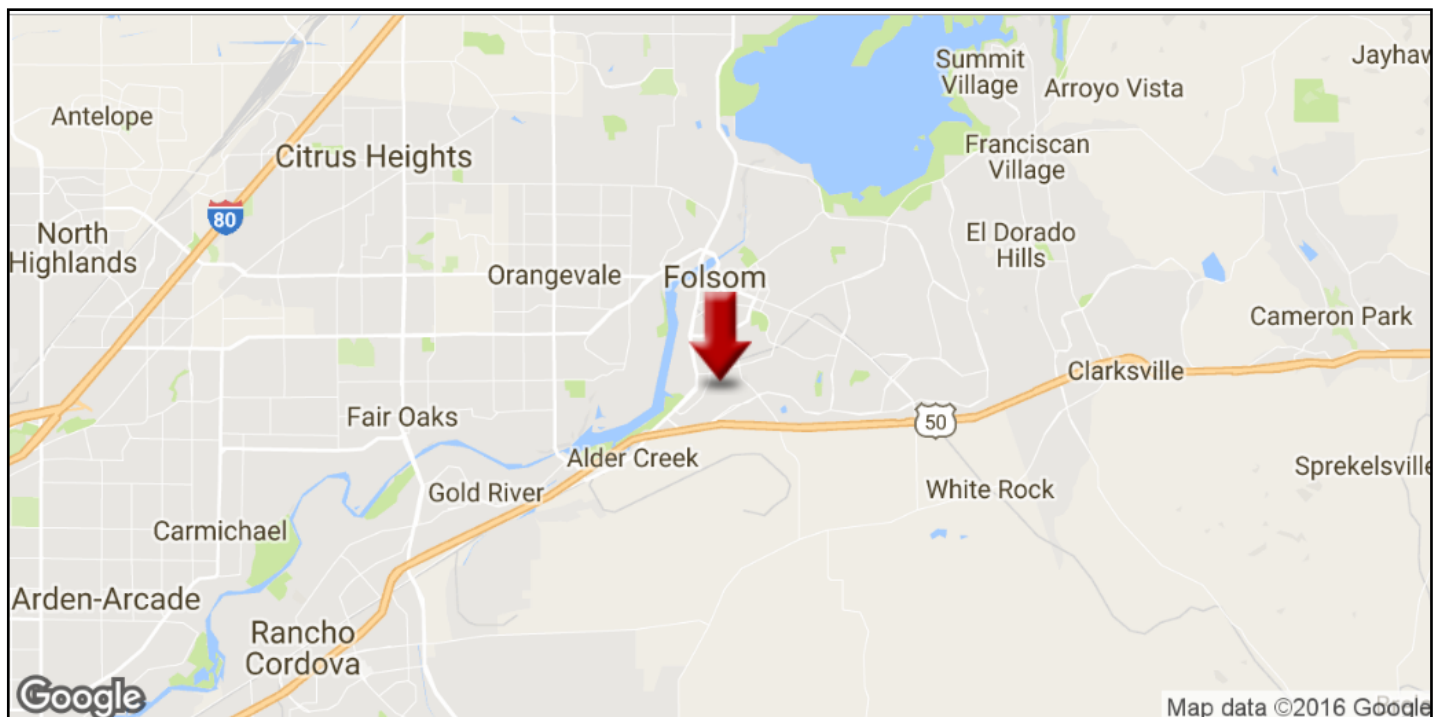 Summit
Village
Jayhaw
Arroyo Vista
Antelope
Citrus Heights
Franciscan
Village
80
North
Highlands
El Dorado
Hills
Orangevale
Folsom
Cameron Park
Clarksville
Fair Oaks
50
Alder Creek
Sprekelsville
Gold River
White Rock
Carmichael
Arden-Arcade
Rancho
Cordova
Google
Map data ©2016 Google